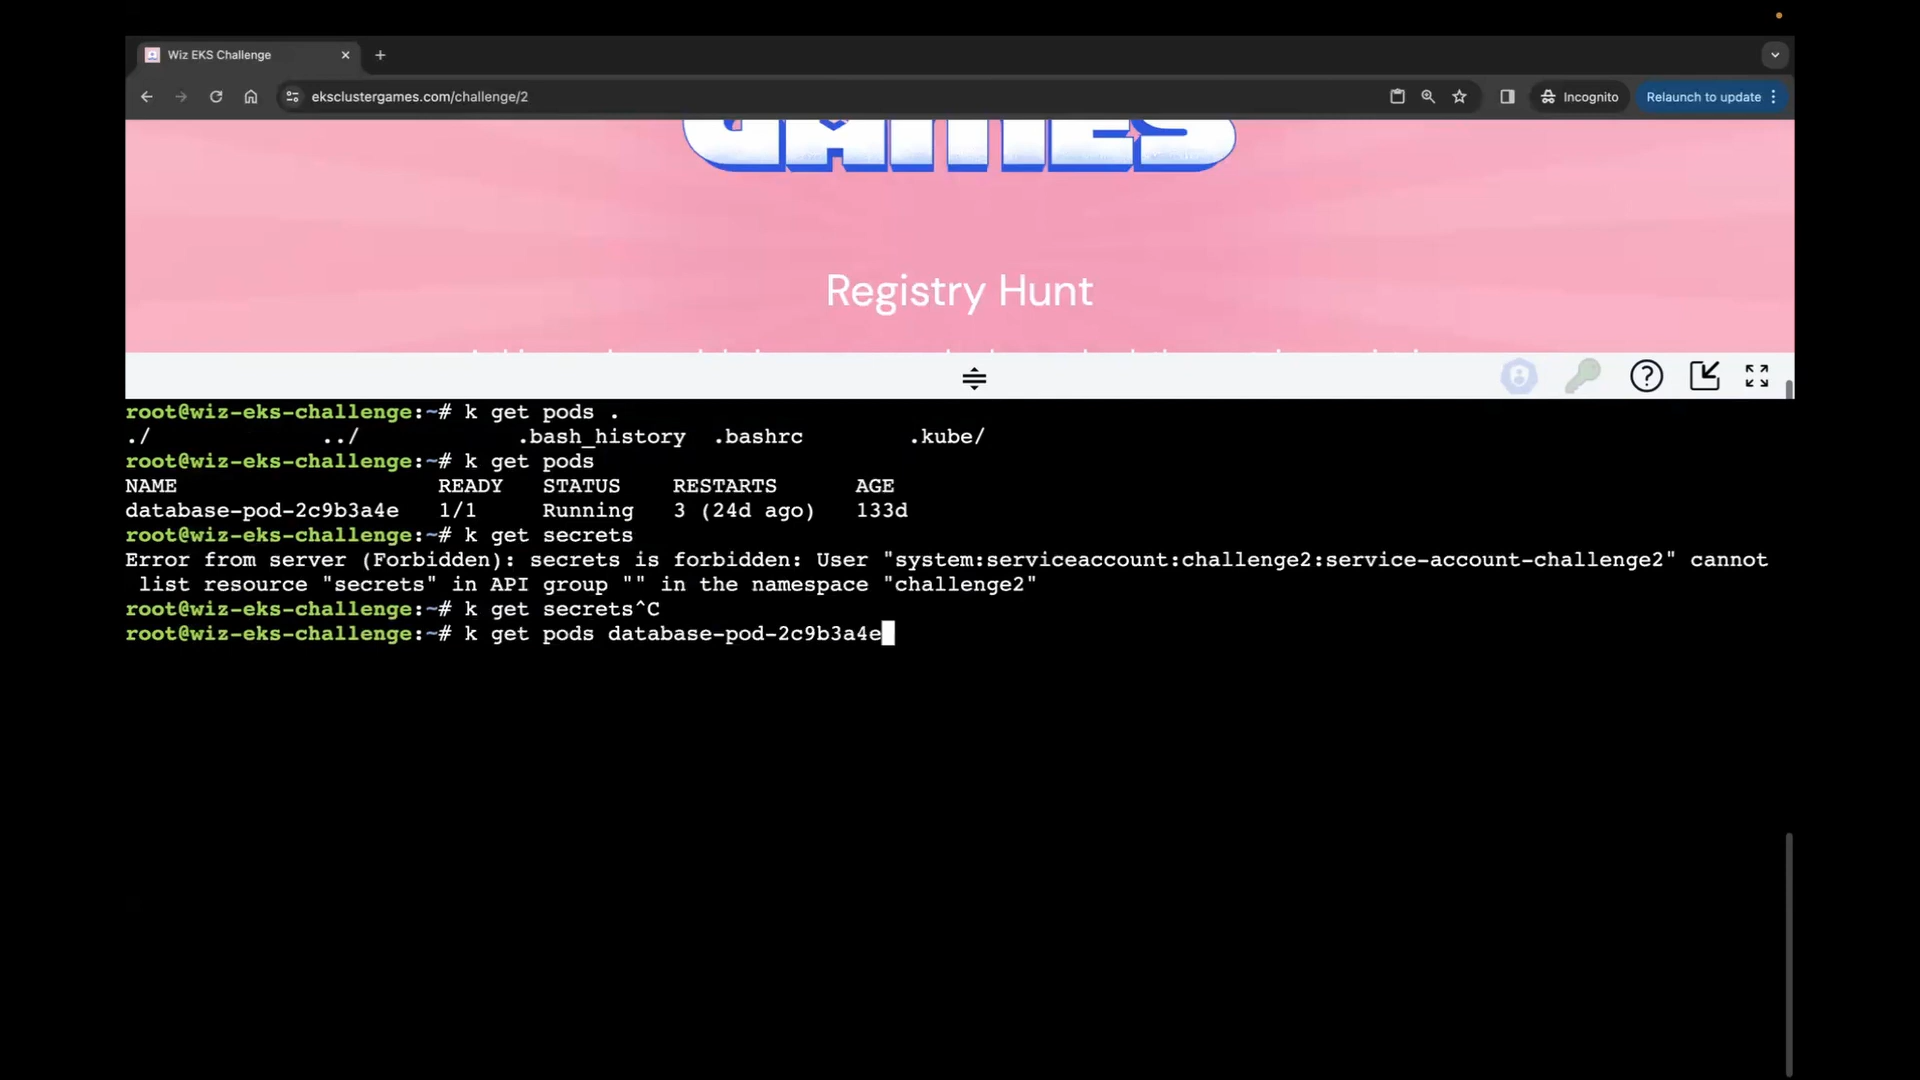 Wiz EKS Challenge
eksclustergames.com/challenge/2
Incognito
Relaunch to update
GAMES
Registry Hunt
root@wiz-eks-challenge:~# k get pods .
./ ../ .bash_history .bashrc .kube/
root@wiz-eks-challenge:~# k get pods
NAME READY STATUS RESTARTS AGE
database-pod-2c9b3a4e 1/1 Running 3 (24d ago) 133d
root@wiz-eks-challenge:~# k get secrets
Error from server (Forbidden): secrets is forbidden: User "system:serviceaccount:challenge2:service-account-challenge2" cannot
list resource "secrets" in API group "" in the namespace "challenge2"
root@wiz-eks-challenge:~# k get secrets^C
root@wiz-eks-challenge:~# k get pods database-pod-2c9b3a4e